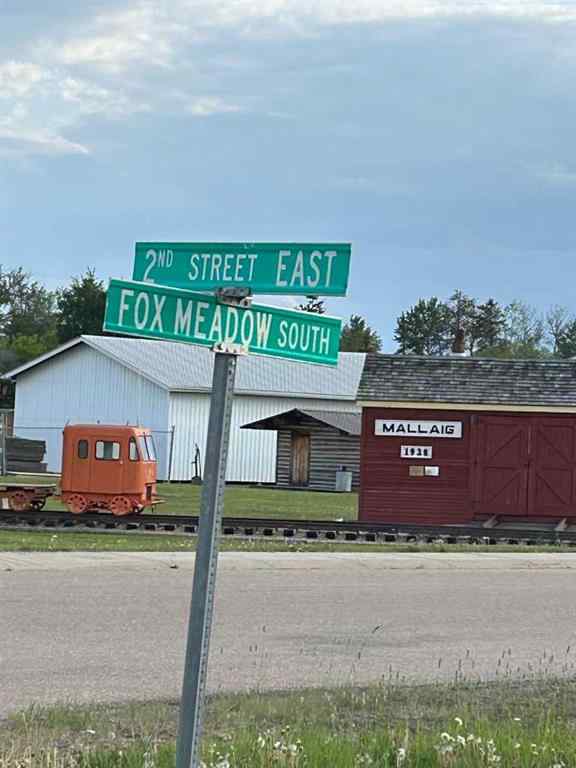 2ND STREET EAST
FOX MEADOW SOUTH
MALLAIG
1928